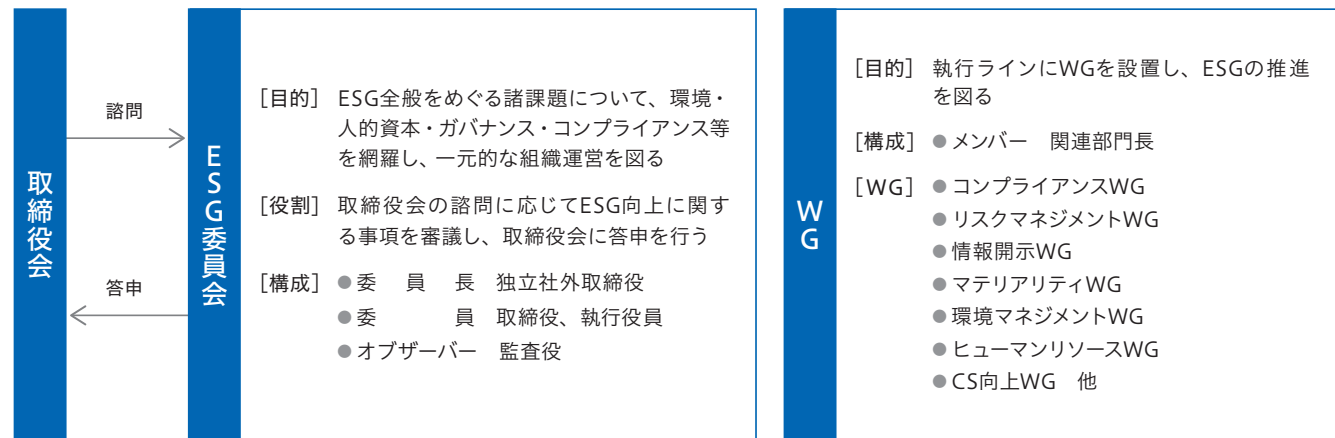 取締役会
諮問
答申
ESG委員会
[目的] ESG全般をめぐる諸課題について、環境・
人的資本・ガバナンス・コンプライアンス等
を網羅し、一元的な組織運営を図る
[役割] 取締役会の諮問に応じてESG向上に関す
る事項を審議し、取締役会に答申を行う
[構成] ●委員長 独立社外取締役
●委員 取締役、執行役員
●オブザーバー 監査役
WG
[目的] 執行ラインにWGを設置し、ESGの推進
を図る
[構成] ●メンバー 関連部門長
[WG] ●コンプライアンスWG
●リスクマネジメントWG
●情報開示WG
●マテリアリティWG
●環境マネジメントWG
●ヒューマンリソースWG
●CS向上WG 他